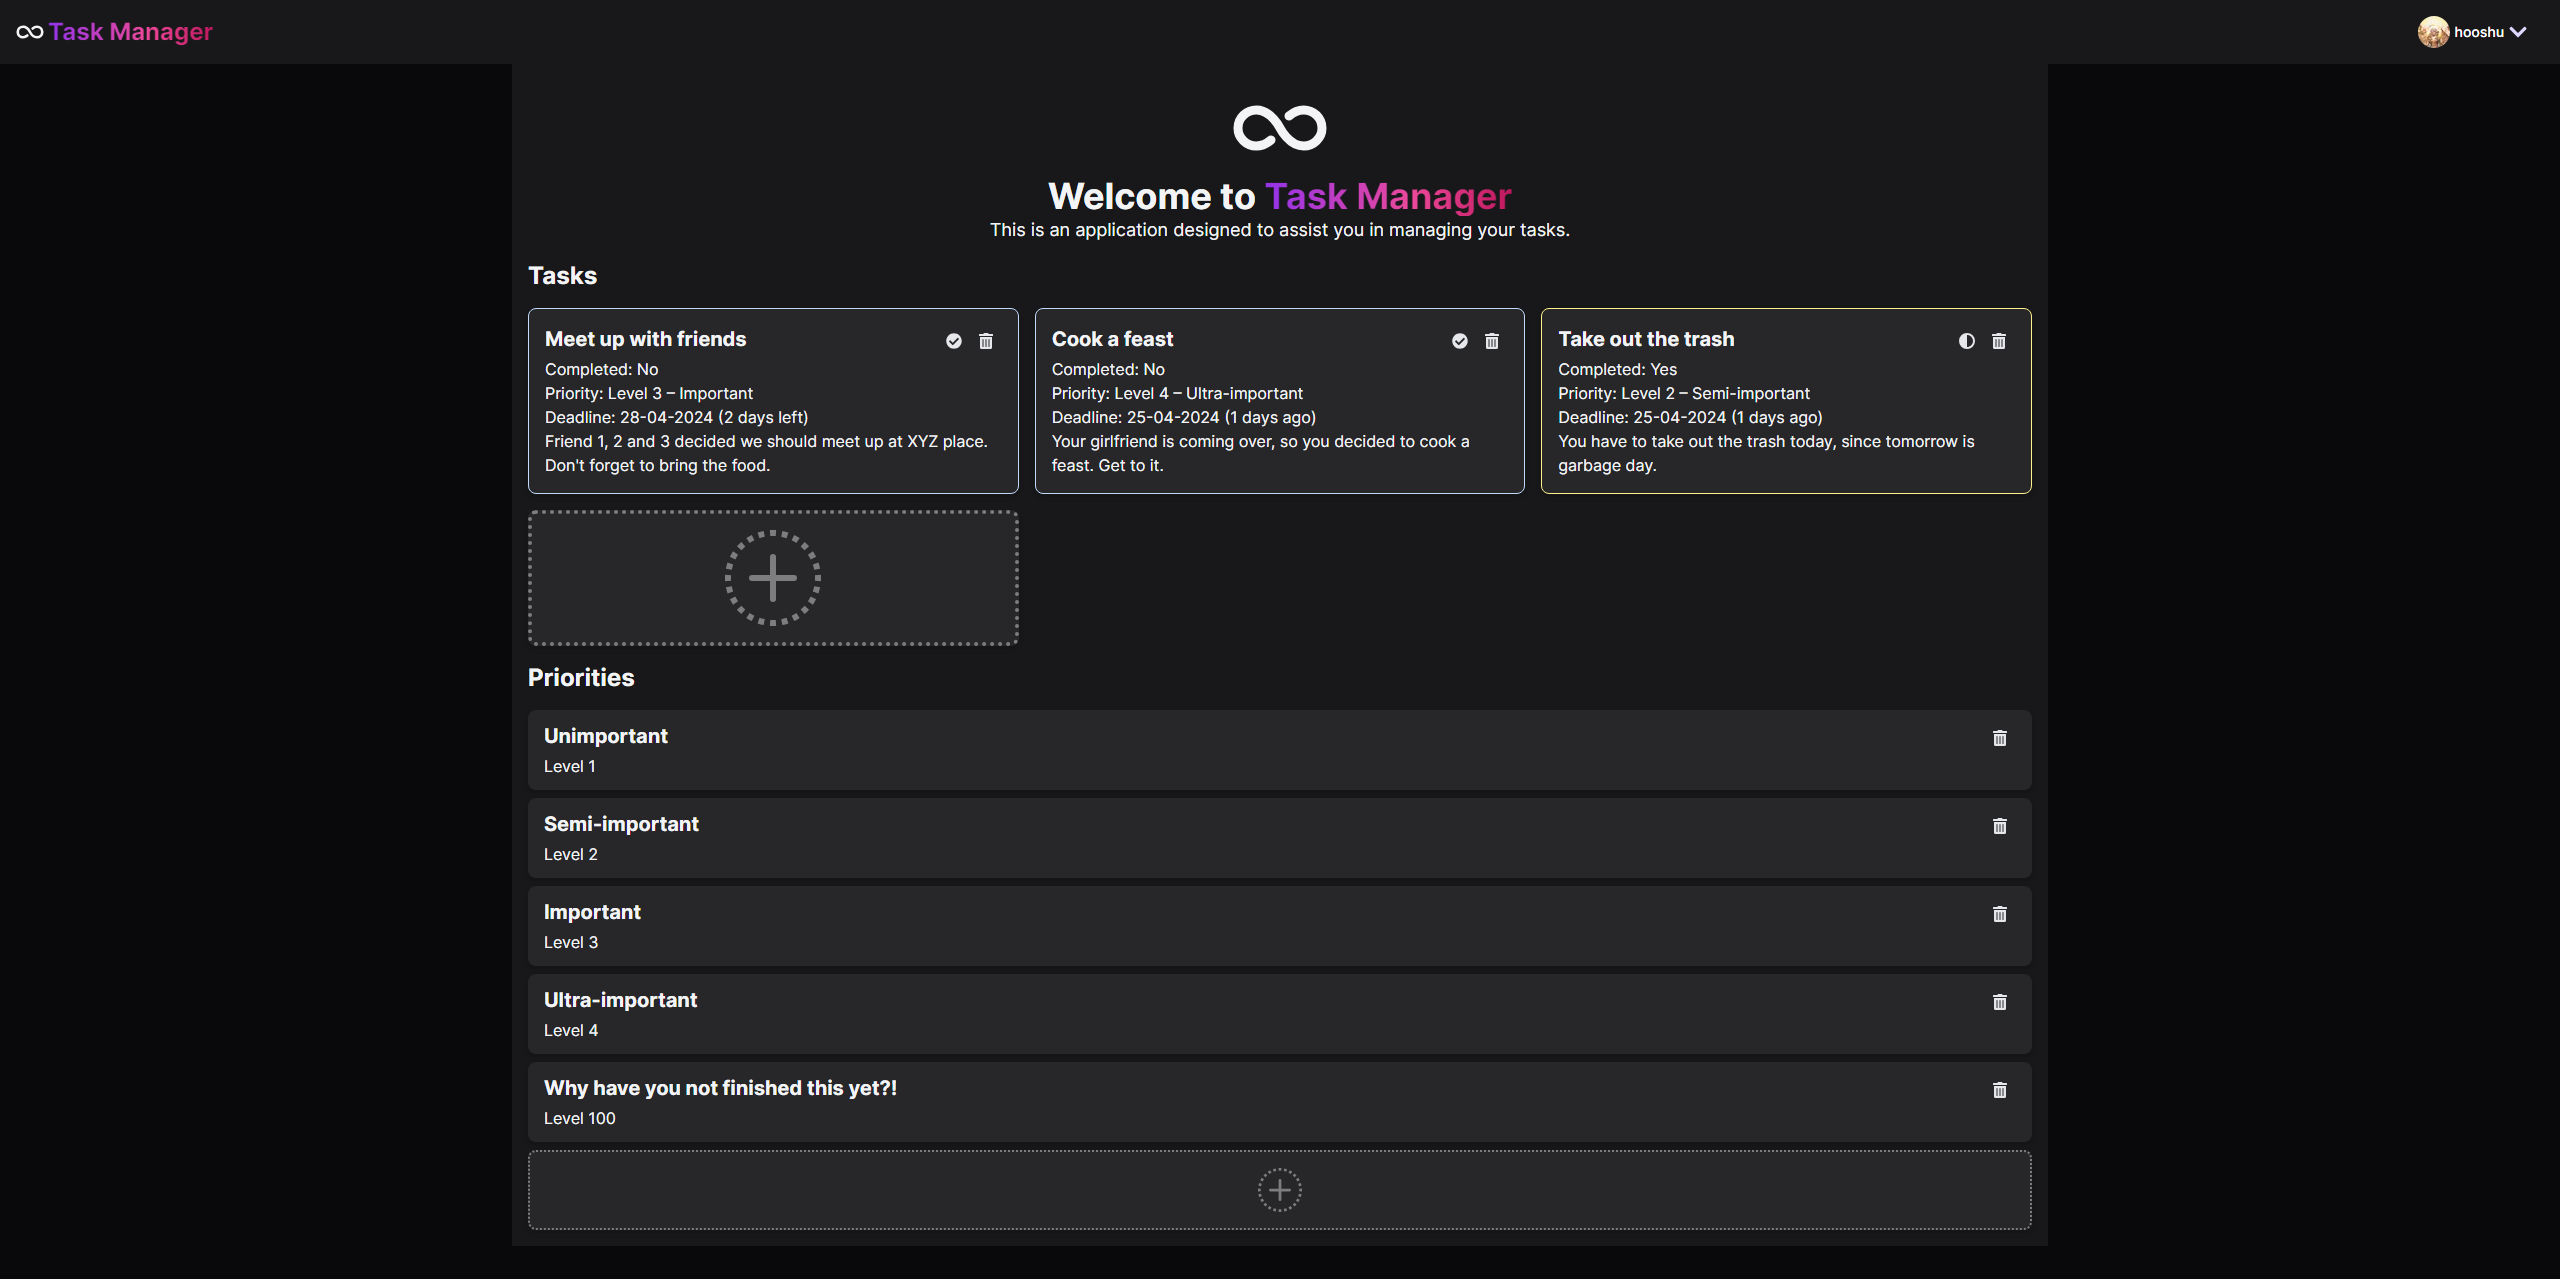 Task Manager
hooshu
Welcome to Task Manager
This is an application designed to assist you in managing your tasks.
Tasks
Meet up with friends
Completed: No
Priority: Level 3 – Important
Deadline: 28-04-2024 (2 days left)
Friend 1, 2 and 3 decided we should meet up at XYZ place.
Don't forget to bring the food.
Cook a feast
Completed: No
Priority: Level 4 – Ultra-important
Deadline: 25-04-2024 (1 days ago)
Your girlfriend is coming over, so you decided to cook a
feast. Get to it.
Take out the trash
Completed: Yes
Priority: Level 2 – Semi-important
Deadline: 25-04-2024 (1 days ago)
You have to take out the trash today, since tomorrow is
garbage day.
Priorities
Unimportant
Level 1
Semi-important
Level 2
Important
Level 3
Ultra-important
Level 4
Why have you not finished this yet?!
Level 100